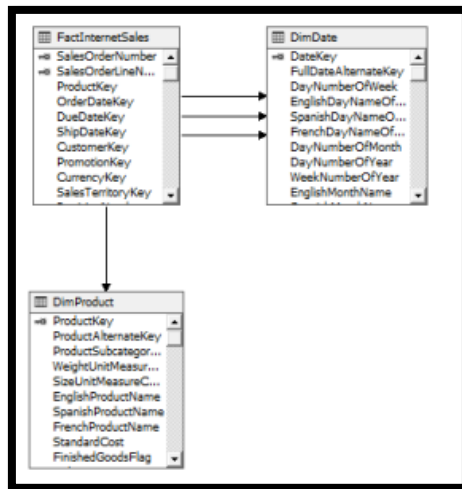 FactInternetSales
SalesOrderNumber
SalesOrderLineN...
ProductKey
OrderDateKey
DueDateKey
ShipDateKey
CustomerKey
PromotionKey
CurrencyKey
SalesTerritoryKey
DimDate
DateKey
FullDateAlternateKey
DayNumberOfWeek
EnglishDayNameOf...
SpanishDayNameO...
FrenchDayNameOf...
DayNumberOfMonth
DayNumberOfYear
WeekNumberOfYear
EnglishMonthName
DimProduct
ProductKey
ProductAlternateKey
ProductSubcategor...
WeightUnitMeasur...
SizeUnitMeasureC...
EnglishProductName
SpanishProductName
FrenchProductName
StandardCost
FinishedGoodsFlag